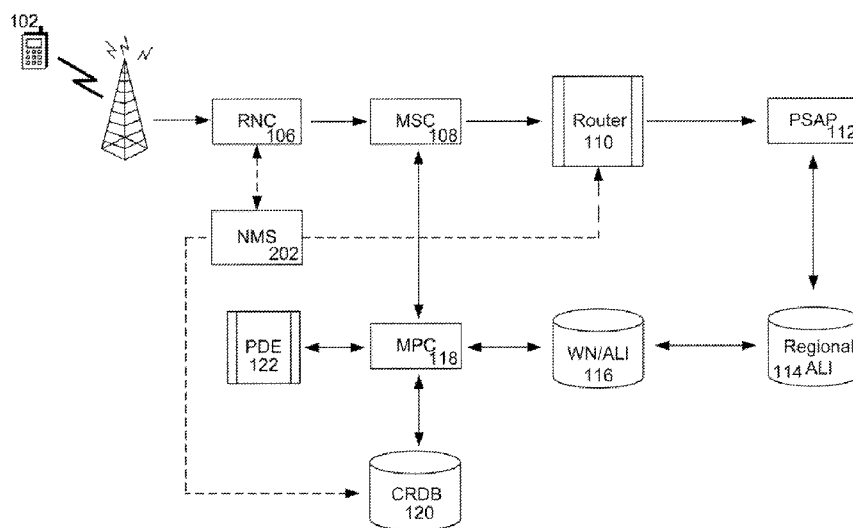 102
RNC
106
MSC
108
Router
110
PSAP
112
NMS
202
PDE
122
MPC
118
WN/ALI
116
Regional
114 ALI
CRDB
120